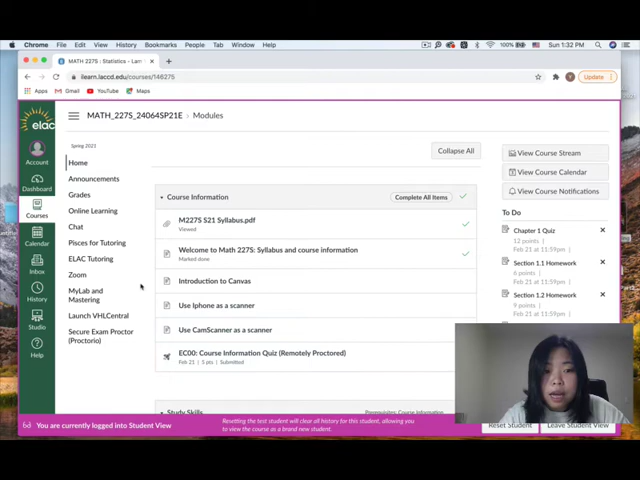 Chrome File Edit View History Bookmarks People Tab Window Help
100% Sun 1:32 PM
MATH 227S : Statistics - Larr
ilearn.laccd.edu/courses/146275
Update
Apps Gmail YouTube Maps
elac
MATH_227S_24064SP21E > Modules
Account
Dashboard
Courses
Calendar
Inbox
History
Studio
Help
Spring 2021
Home
Announcements
Grades
Online Learning
Chat
Pisces for Tutoring
ELAC Tutoring
Zoom
MyLab and
Mastering
Launch VHLCentral
Secure Exam Proctor
(Proctorio)
Collapse All
Course Information
Complete All Items
M227S S21 Syllabus.pdf
Viewed
Welcome to Math 227S: Syllabus and course information
Marked done
Introduction to Canvas
Use Iphone as a scanner
Use CamScanner as a scanner
EC00: Course Information Quiz (Remotely Proctored)
Feb 21 | 5 pts | Submitted
Study Skills
Prerequisites: Course Information
View Course Stream
View Course Calendar
View Course Notifications
To Do
Chapter 1 Quiz
12 points
Feb 21 at 11:59pm
Section 1.1 Homework
6 points
Feb 21 at 11:59pm
Section 1.2 Homework
Feb 21 at 11:59pm
You are currently logged into Student View
Resetting the test student will clear all history for this student, allowing
you to view the course as a brand new student.
Reset Student
Leave Student View